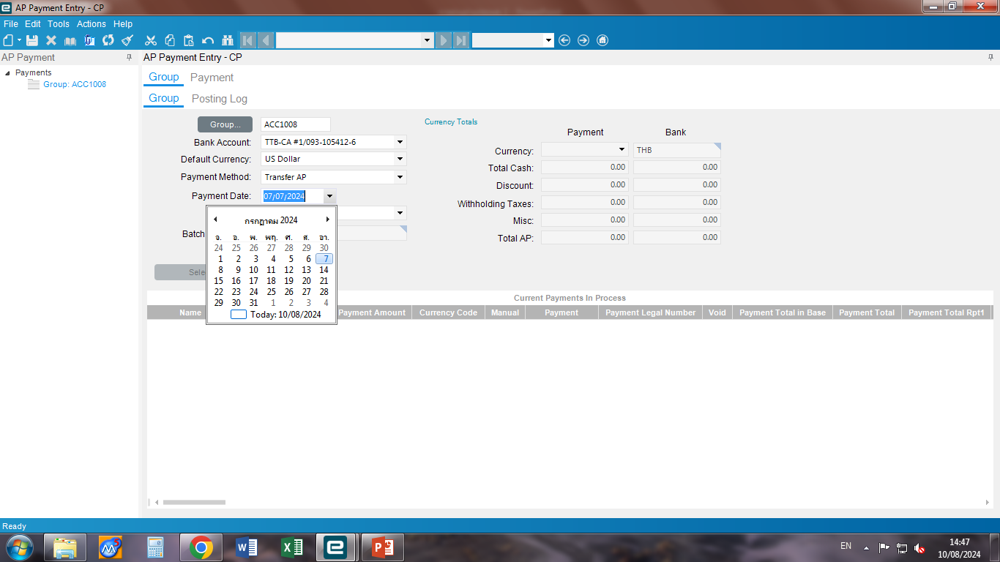 AP Payment Entry - CP
File Edit Tools Actions Help
AP Payment
AP Payment Entry - CP
Payments
Group: ACC1008
Group Payment
Group Posting Log
Group... ACC1008
Bank Account: TTB-CA #1/093-105412-6
Default Currency: US Dollar
Payment Method: Transfer AP
Payment Date: 07/07/2024
Batch
Sele
กรกฎาคม 2024
จ. อ. พ. พฤ. ศ. ส. อา.
24 25 26 27 28 29 30
1 2 3 4 5 6 7
8 9 10 11 12 13 14
15 16 17 18 19 20 21
22 23 24 25 26 27 28
29 30 31 1 2 3 4
Today: 10/08/2024
Currency Totals
Payment Bank
Currency: THB
Total Cash: 0.00 0.00
Discount: 0.00 0.00
Withholding Taxes: 0.00 0.00
Misc: 0.00 0.00
Total AP: 0.00 0.00
Current Payments In Process
Name Payment Amount Currency Code Manual Payment Payment Legal Number Void Payment Total in Base Payment Total Payment Total Rpt1
Ready
EN
14:47
10/08/2024